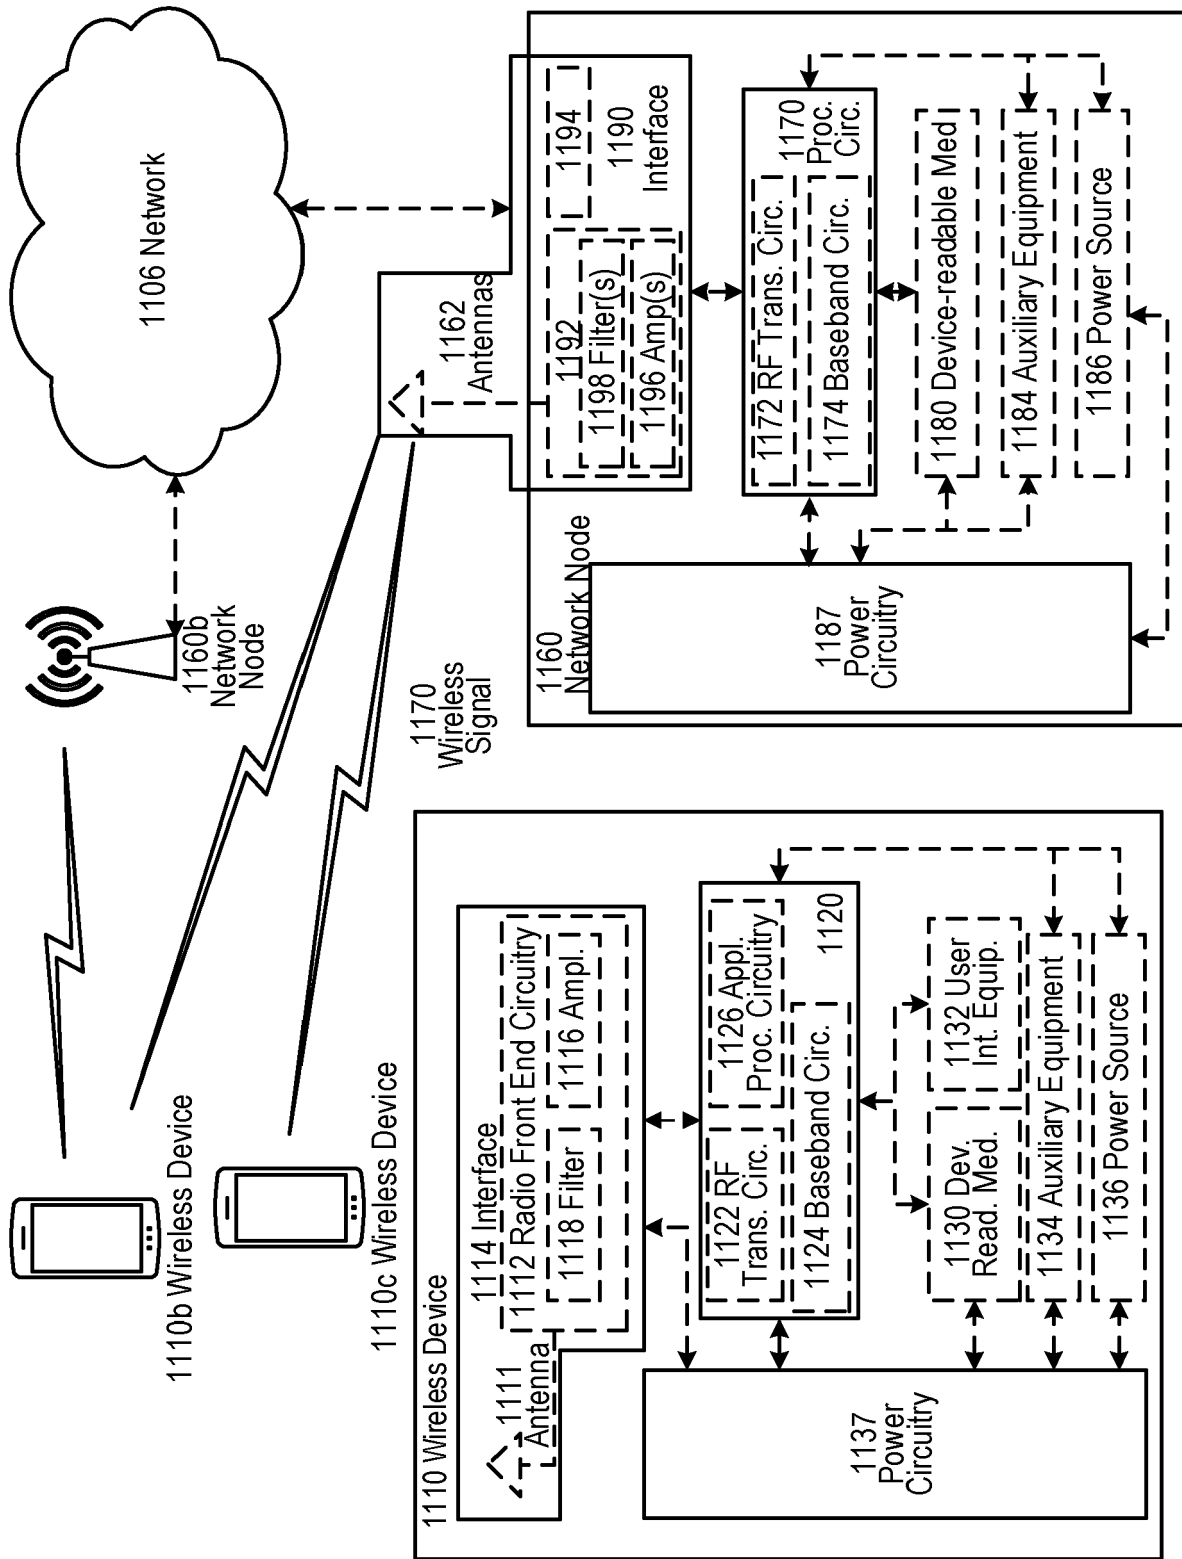 1106 Network
1160b
Network
Node
1110b Wireless Device
1110c Wireless Device
1170
Wireless
Signal
1160
Network Node
1162
Antennas
1192
1198 Filter(s)
1196 Amp(s)
1194
1190
Interface
1170
Proc.
Circ.
1172 RF Trans. Circ.
1174 Baseband Circ.
1180 Device-readable Med
1184 Auxiliary Equipment
1186 Power Source
1187
Power
Circuitry
1110 Wireless Device
1111
Antenna
1114 Interface
1112 Radio Front End Circuitry
1118 Filter
1116 Ampl.
1122 RF
Trans. Circ.
1126 Appl.
Proc. Circuitry
1124 Baseband Circ.
1120
1130 Dev.
Read. Med.
1132 User
Int. Equip.
1134 Auxiliary Equipment
1136 Power Source
1137
Power
Circuitry